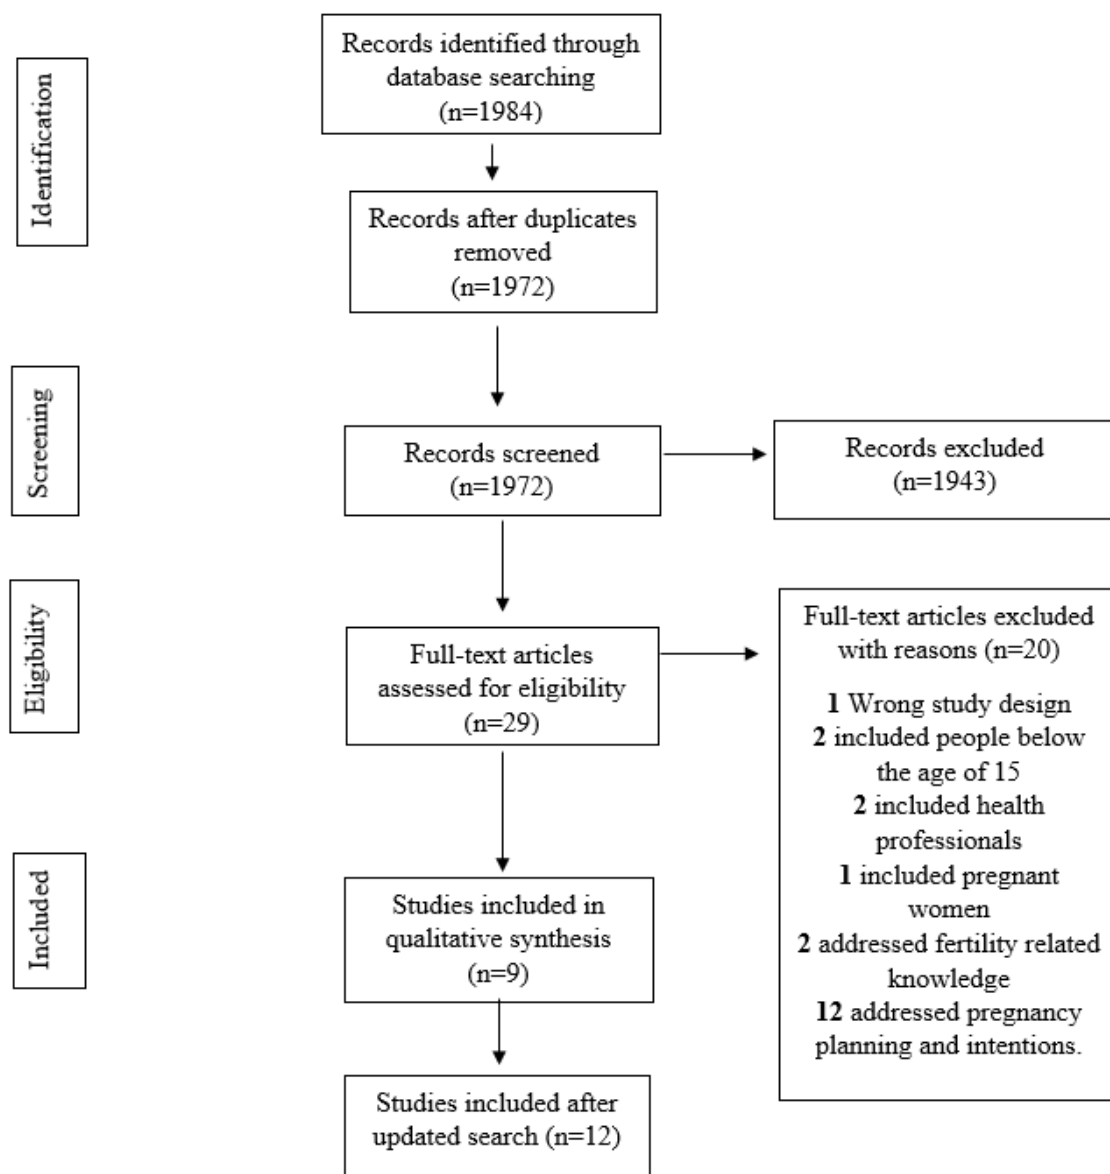 Identification
Records identified through
database searching
(n=1984)
Records after duplicates
removed
(n=1972)
Screening
Records screened
(n=1972)
Records excluded
(n=1943)
Eligibility
Full-text articles
assessed for eligibility
(n=29)
Full-text articles excluded
with reasons (n=20)
1 Wrong study design
2 included people below
the age of 15
2 included health
professionals
1 included pregnant
women
2 addressed fertility related
knowledge
12 addressed pregnancy
planning and intentions.
Included
Studies included in
qualitative synthesis
(n=9)
Studies included after
updated search (n=12)